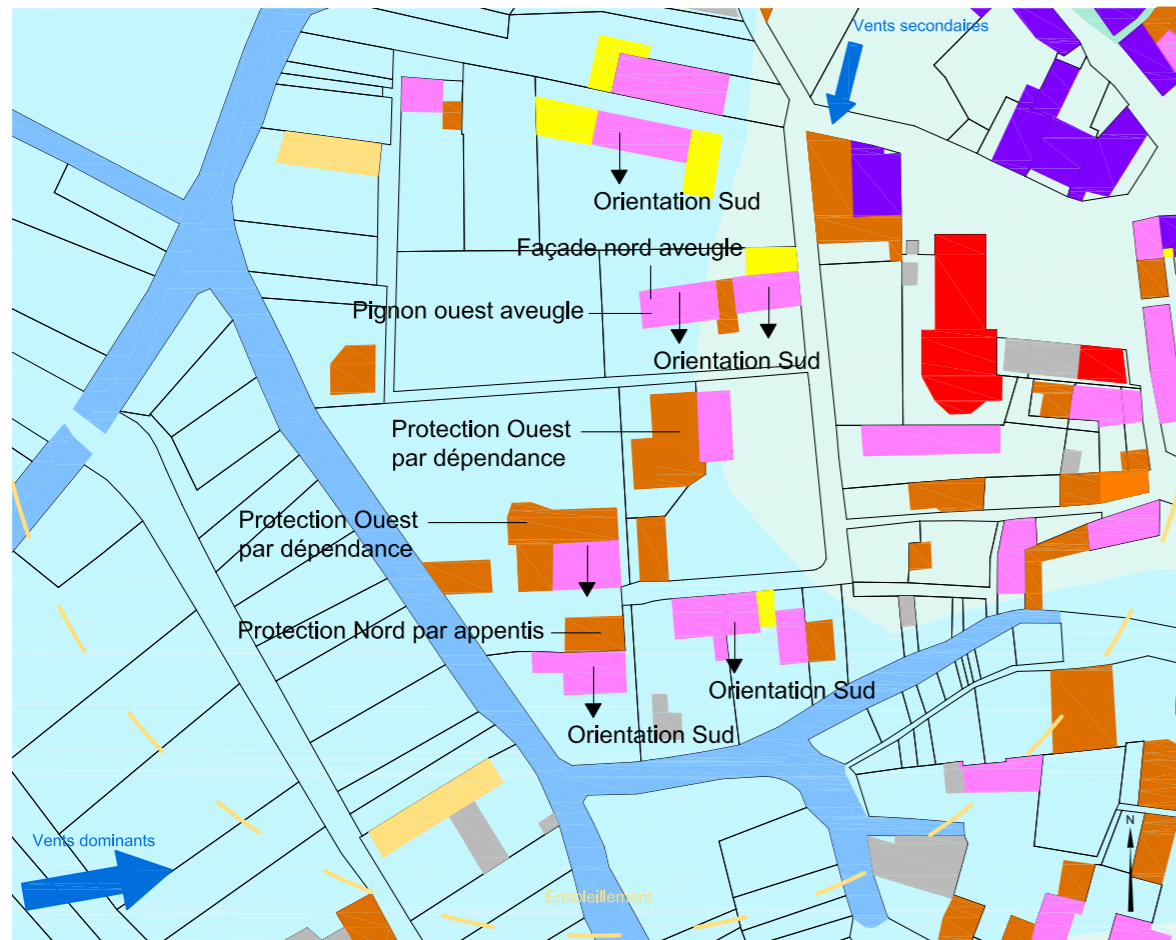 Vents secondaires
Orientation Sud
Façade nord aveugle
Pignon ouest aveugle
Orientation Sud
Protection Ouest
par dépendance
Protection Ouest
par dépendance
Protection Nord par appentis
Orientation Sud
Orientation Sud
Vents dominants
N
Ensoleillement